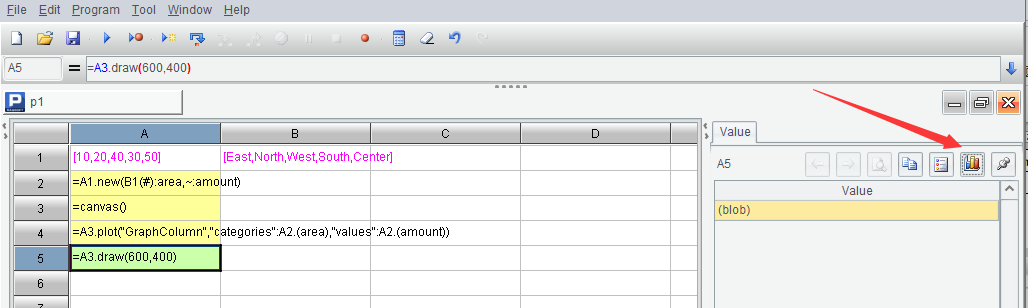 File Edit Program Tool Window Help
A5 = =A3.draw(600,400)
p1
Value
A5
Value
(blob)
A B C D
1 [10,20,40,30,50] [East,North,West,South,Center]
2 =A1.new(B1(#):area,~:amount)
3 =canvas()
4 =A3.plot("GraphColumn","categories":A2.(area),"values":A2.(amount))
5 =A3.draw(600,400)
6